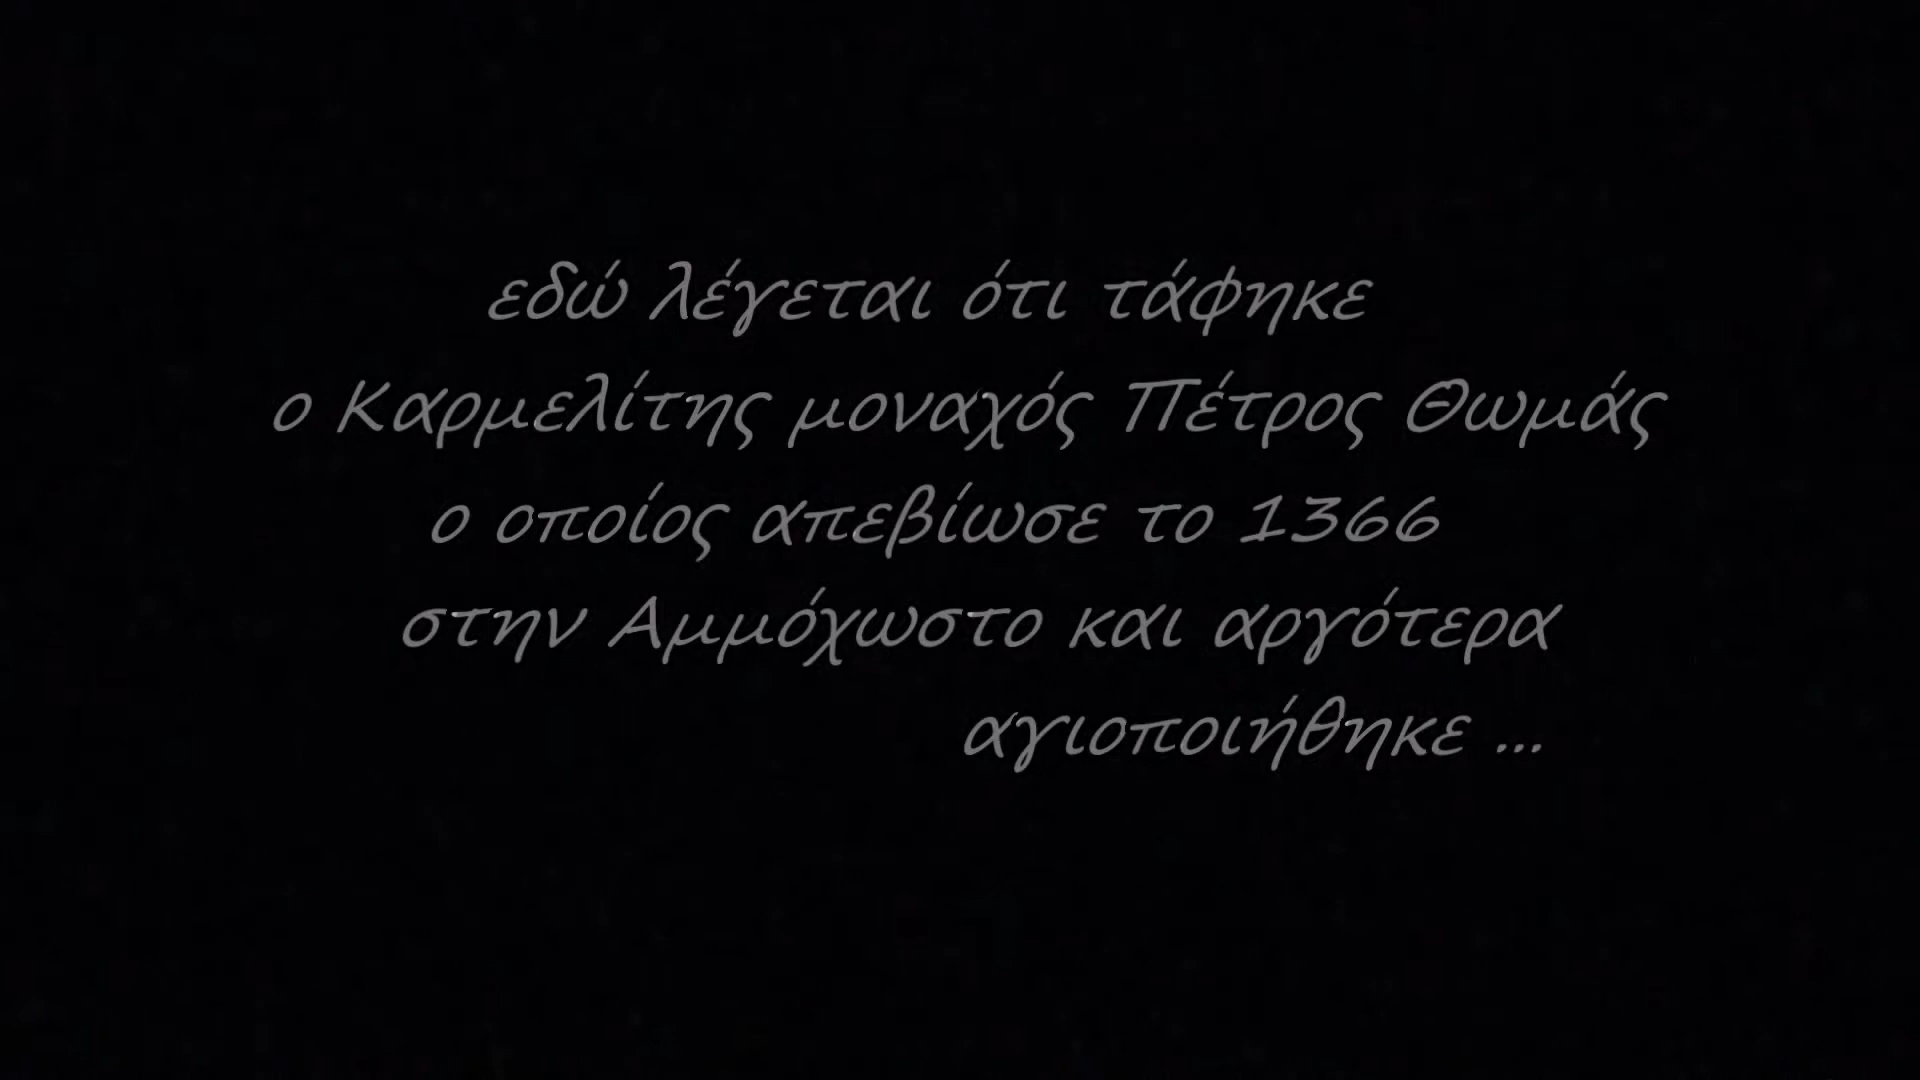 εδώ λέγεται ότι τάφηκε
ο Καρμελίτης μοναχός Πέτρος Θωμάς
ο οποίος απεβίωσε το 1366
στην Αμμόχωστο και αργότερα
αγιοποιήθηκε ...